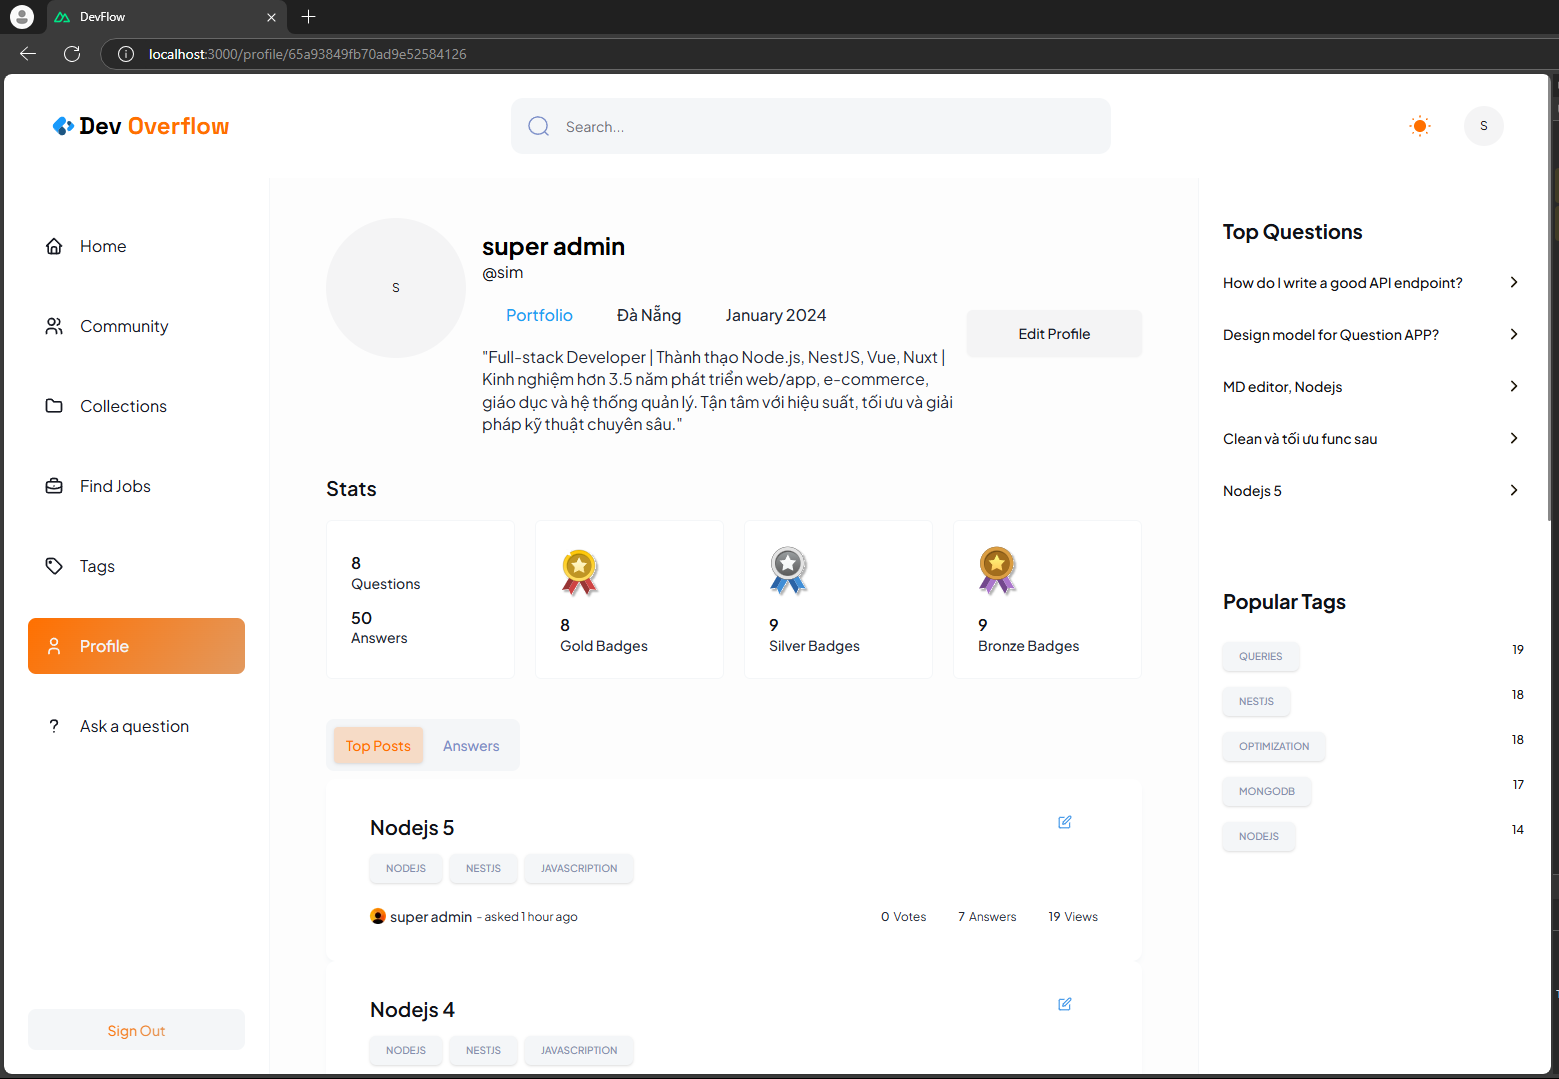 DevFlow
localhost:3000/profile/65a93849fb70ad9e52584126
Dev Overflow
Search...
S
Home
Community
Collections
Find Jobs
Tags
Profile
Ask a question
Sign Out
S
super admin
@sim
Portfolio Đà Nẵng January 2024
Edit Profile
"Full-stack Developer | Thành thạo Node.js, NestJS, Vue, Nuxt |
Kinh nghiệm hơn 3.5 năm phát triển web/app, e-commerce,
giáo dục và hệ thống quản lý. Tận tâm với hiệu suất, tối ưu và giải
pháp kỹ thuật chuyên sâu."
Stats
8
Questions
50
Answers
8
Gold Badges
9
Silver Badges
9
Bronze Badges
Top Posts Answers
Nodejs 5
NODEJS NESTJS JAVASCRIPTION
super admin - asked 1 hour ago 0 Votes 7 Answers 19 Views
Nodejs 4
NODEJS NESTJS JAVASCRIPTION
Top Questions
How do I write a good API endpoint?
Design model for Question APP?
MD editor, Nodejs
Clean và tối ưu func sau
Nodejs 5
Popular Tags
QUERIES 19
NESTJS 18
OPTIMIZATION 18
MONGODB 17
NODEJS 14